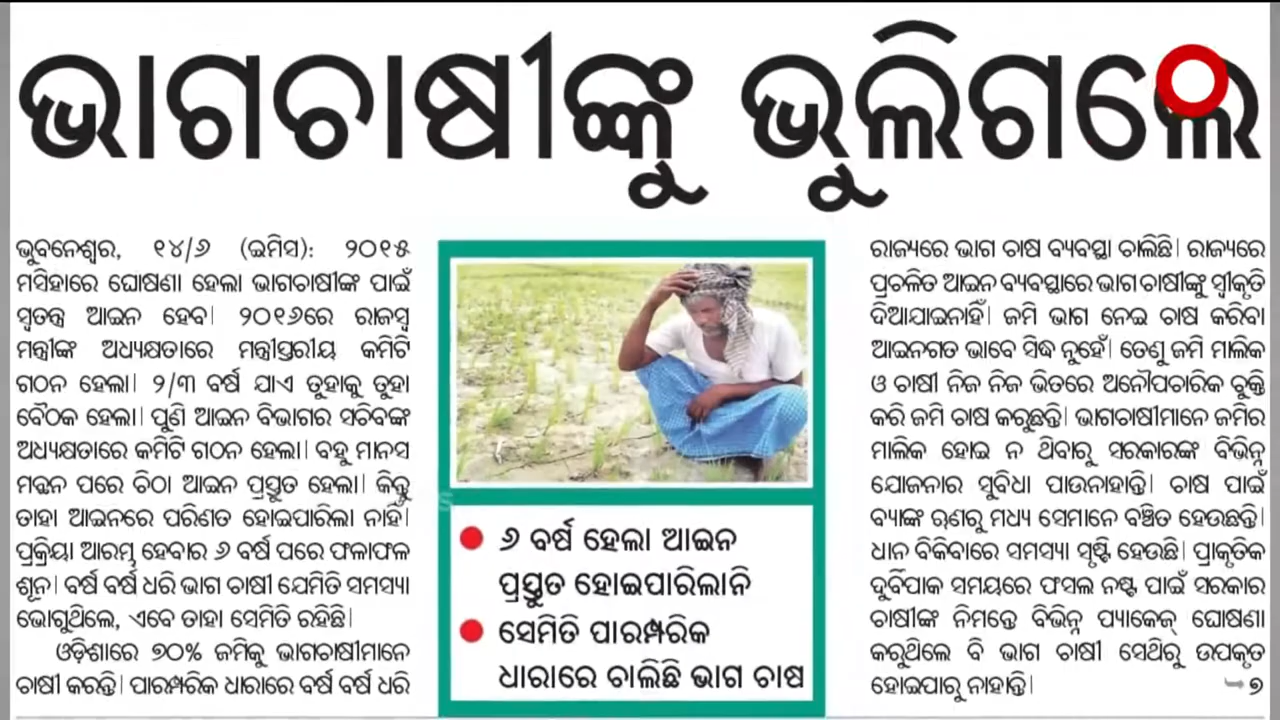 ଭାଗଚାଷୀଙ୍କୁ ଭୁଲିଗଲେ
ଭୁବନେଶ୍ୱର, ୧୪/୬ (ଇମିସ): ୨୦୧୫
ମସିହାରେ ଘୋଷଣା ହେଲା ଭାଗଚାଷୀଙ୍କ ପାଇଁ
ସ୍ୱତନ୍ତ୍ର ଆଇନ ହେବ। ୨୦୧୬ରେ ରାଜସ୍ୱ
ମନ୍ତ୍ରୀଙ୍କ ଅଧ୍ୟକ୍ଷତାରେ ମନ୍ତ୍ରୀସ୍ତରୀୟ କମିଟି
ଗଠନ ହେଲା। ୨/୩ ବର୍ଷ ଯାଏ ତୁହାକୁ ତୁହା
ବୈଠକ ହେଲା। ପୁଣି ଆଇନ ବିଭାଗର ସଚିବଙ୍କ
ଅଧ୍ୟକ୍ଷତାରେ କମିଟି ଗଠନ ହେଲା। ବହୁ ମାନସ
ମନ୍ତନ ପରେ ଚିଠା ଆଇନ ପ୍ରସ୍ତୁତ ହେଲା। କିନ୍ତୁ
ତାହା ଆଇନରେ ପରିଣତ ହୋଇପାରିଲା ନାହିଁ।
ପ୍ରକ୍ରିୟା ଆରମ୍ଭ ହେବାର ୬ ବର୍ଷ ପରେ ଫଳାଫଳ
ଶୂନ। ବର୍ଷ ବର୍ଷ ଧରି ଭାଗ ଚାଷୀ ଯେମିତି ସମସ୍ୟା
ଭୋଗୁଥିଲେ, ଏବେ ତାହା ସେମିତି ରହିଛି।
ଓଡ଼ିଶାରେ ୭୦% ଜମିକୁ ଭାଗଚାଷୀମାନେ
ଚାଷୀ କରନ୍ତି। ପାରମ୍ପରିକ ଧାରାରେ ବର୍ଷ ବର୍ଷ ଧରି
୬ ବର୍ଷ ହେଲା ଆଇନ
ପ୍ରସ୍ତୁତ ହୋଇପାରିଲାନି
ସେମିତି ପାରମ୍ପରିକ
ଧାରାରେ ଚାଲିଛି ଭାଗ ଚାଷ
ରାଜ୍ୟରେ ଭାଗ ଚାଷ ବ୍ୟବସ୍ଥା ଚାଲିଛି। ରାଜ୍ୟରେ
ପ୍ରଚଳିତ ଆଇନ ବ୍ୟବସ୍ଥାରେ ଭାଗ ଚାଷୀଙ୍କୁ ସ୍ୱୀକୃତି
ଦିଆଯାଇନାହିଁ। ଜମି ଭାଗ ନେଇ ଚାଷ କରିବା
ଆଇନଗତ ଭାବେ ସିଦ୍ଧ ନୁହେଁ। ତେଣୁ ଜମି ମାଲିକ
ଓ ଚାଷୀ ନିଜ ନିଜ ଭିତରେ ଅନୌପଚାରିକ ଚୁକ୍ତି
କରି ଜମି ଚାଷ କରୁଛନ୍ତି। ଭାଗଚାଷୀମାନେ ଜମିର
ମାଲିକ ହୋଇ ନ ଥିବାରୁ ସରକାରଙ୍କ ବିଭିନ୍ନ
ଯୋଜନାର ସୁବିଧା ପାଉନାହାନ୍ତି। ଚାଷ ପାଇଁ
ବ୍ୟାଙ୍କ ଋଣରୁ ମଧ୍ୟ ସେମାନେ ବଞ୍ଚିତ ହେଉଛନ୍ତି।
ଧାନ ବିକିବାରେ ସମସ୍ୟା ସୃଷ୍ଟି ହେଉଛି। ପ୍ରାକୃତିକ
ଦୁର୍ବିପାକ ସମୟରେ ଫସଲ ନଷ୍ଟ ପାଇଁ ସରକାର
ଚାଷୀଙ୍କ ନିମନ୍ତେ ବିଭିନ୍ନ ପ୍ୟାକେଜ୍ ଘୋଷଣା
କରୁଥିଲେ ବି ଭାଗ ଚାଷୀ ସେଥିରୁ ଉପକୃତ
ହୋଇପାରୁ ନାହାନ୍ତି। ୭